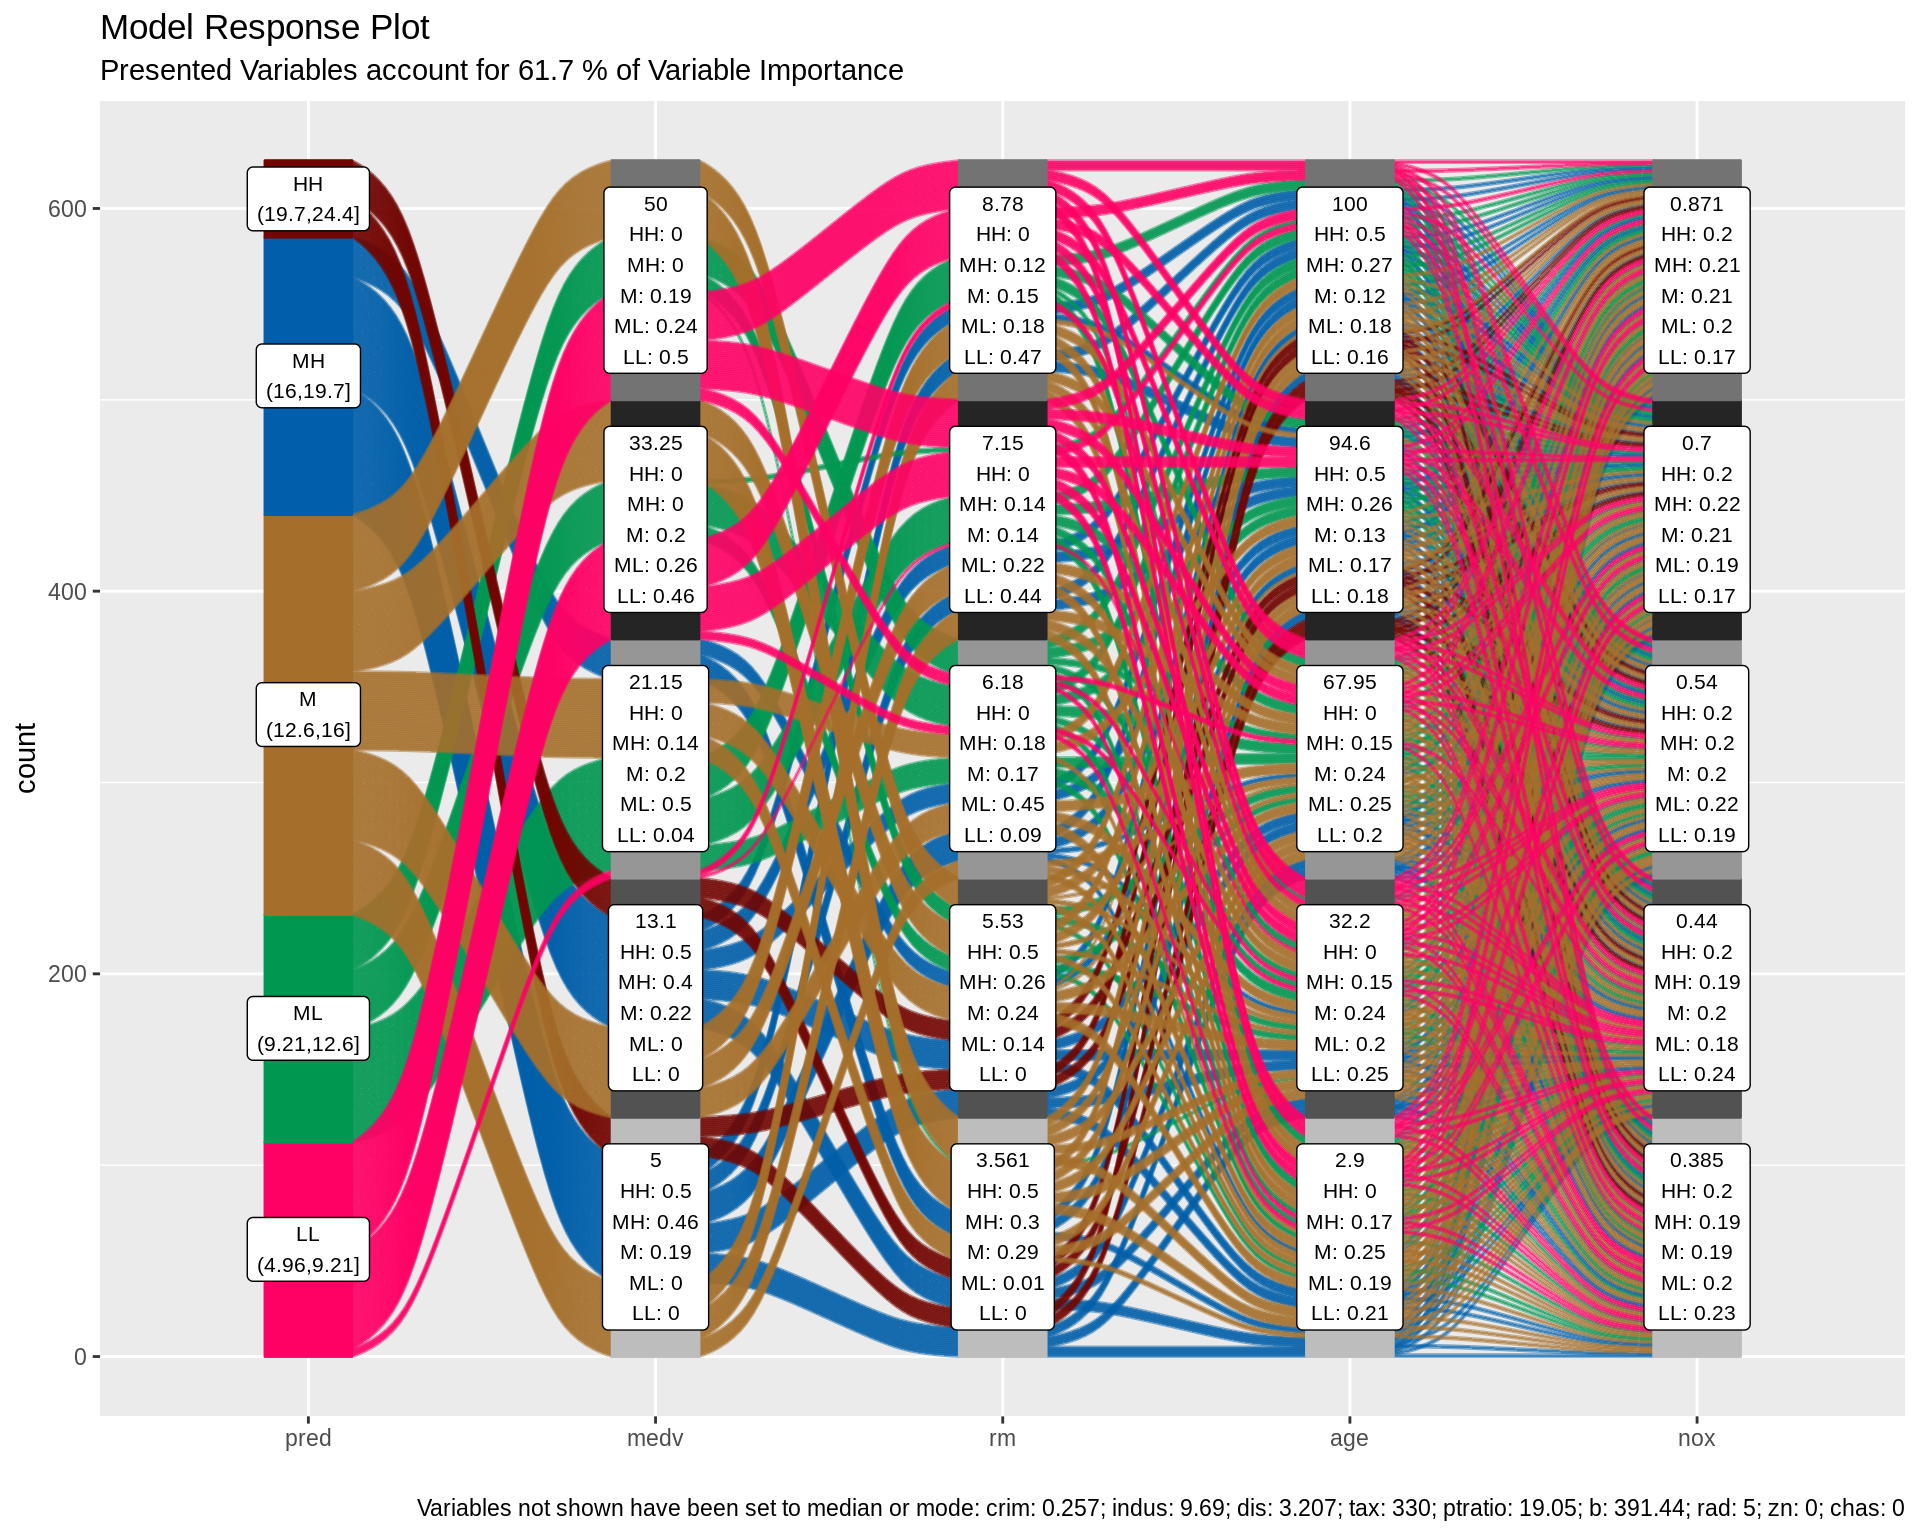 Model Response Plot
Presented Variables account for 61.7 % of Variable Importance
count
600
400
200
0
HH
(19.7,24.4]
MH
(16,19.7]
M
(12.6,16]
ML
(9.21,12.6]
LL
(4.96,9.21]
50
HH: 0
MH: 0
M: 0.19
ML: 0.24
LL: 0.5
33.25
HH: 0
MH: 0
M: 0.2
ML: 0.26
LL: 0.46
21.15
HH: 0
MH: 0.14
M: 0.2
ML: 0.5
LL: 0.04
13.1
HH: 0.5
MH: 0.4
M: 0.22
ML: 0
LL: 0
5
HH: 0.5
MH: 0.46
M: 0.19
ML: 0
LL: 0
8.78
HH: 0
MH: 0.12
M: 0.15
ML: 0.18
LL: 0.47
7.15
HH: 0
MH: 0.14
M: 0.14
ML: 0.22
LL: 0.44
6.18
HH: 0
MH: 0.18
M: 0.17
ML: 0.45
LL: 0.09
5.53
HH: 0.5
MH: 0.26
M: 0.24
ML: 0.14
LL: 0
3.561
HH: 0.5
MH: 0.3
M: 0.29
ML: 0.01
LL: 0
100
HH: 0.5
MH: 0.27
M: 0.12
ML: 0.18
LL: 0.16
94.6
HH: 0.5
MH: 0.26
M: 0.13
ML: 0.17
LL: 0.18
67.95
HH: 0
MH: 0.15
M: 0.24
ML: 0.25
LL: 0.2
32.2
HH: 0
MH: 0.15
M: 0.24
ML: 0.2
LL: 0.25
2.9
HH: 0
MH: 0.17
M: 0.25
ML: 0.19
LL: 0.21
0.871
HH: 0.2
MH: 0.21
M: 0.21
ML: 0.2
LL: 0.17
0.7
HH: 0.2
MH: 0.22
M: 0.21
ML: 0.19
LL: 0.17
0.54
HH: 0.2
MH: 0.2
M: 0.2
ML: 0.22
LL: 0.19
0.44
HH: 0.2
MH: 0.19
M: 0.2
ML: 0.18
LL: 0.24
0.385
HH: 0.2
MH: 0.19
M: 0.19
ML: 0.2
LL: 0.23
pred
medv
rm
age
nox
Variables not shown have been set to median or mode: crim: 0.257; indus: 9.69; dis: 3.207; tax: 330; ptratio: 19.05; b: 391.44; rad: 5; zn: 0; chas: 0